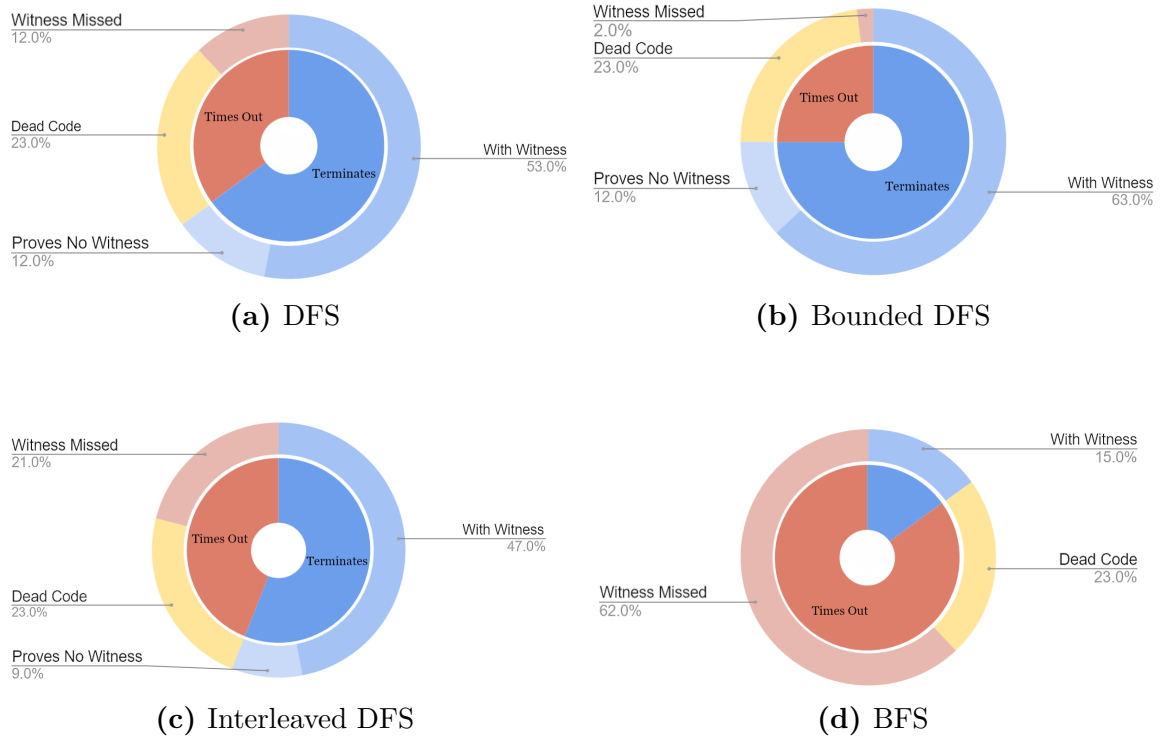 Witness Missed
12.0%
Dead Code
23.0%
Proves No Witness
12.0%
Times Out
Terminates
With Witness
53.0%
(a) DFS
Witness Missed
2.0%
Dead Code
23.0%
Proves No Witness
12.0%
Times Out
Terminates
With Witness
63.0%
(b) Bounded DFS
Witness Missed
21.0%
Dead Code
23.0%
Proves No Witness
9.0%
Times Out
Terminates
With Witness
47.0%
(c) Interleaved DFS
With Witness
15.0%
Dead Code
23.0%
Witness Missed
62.0%
Times Out
(d) BFS